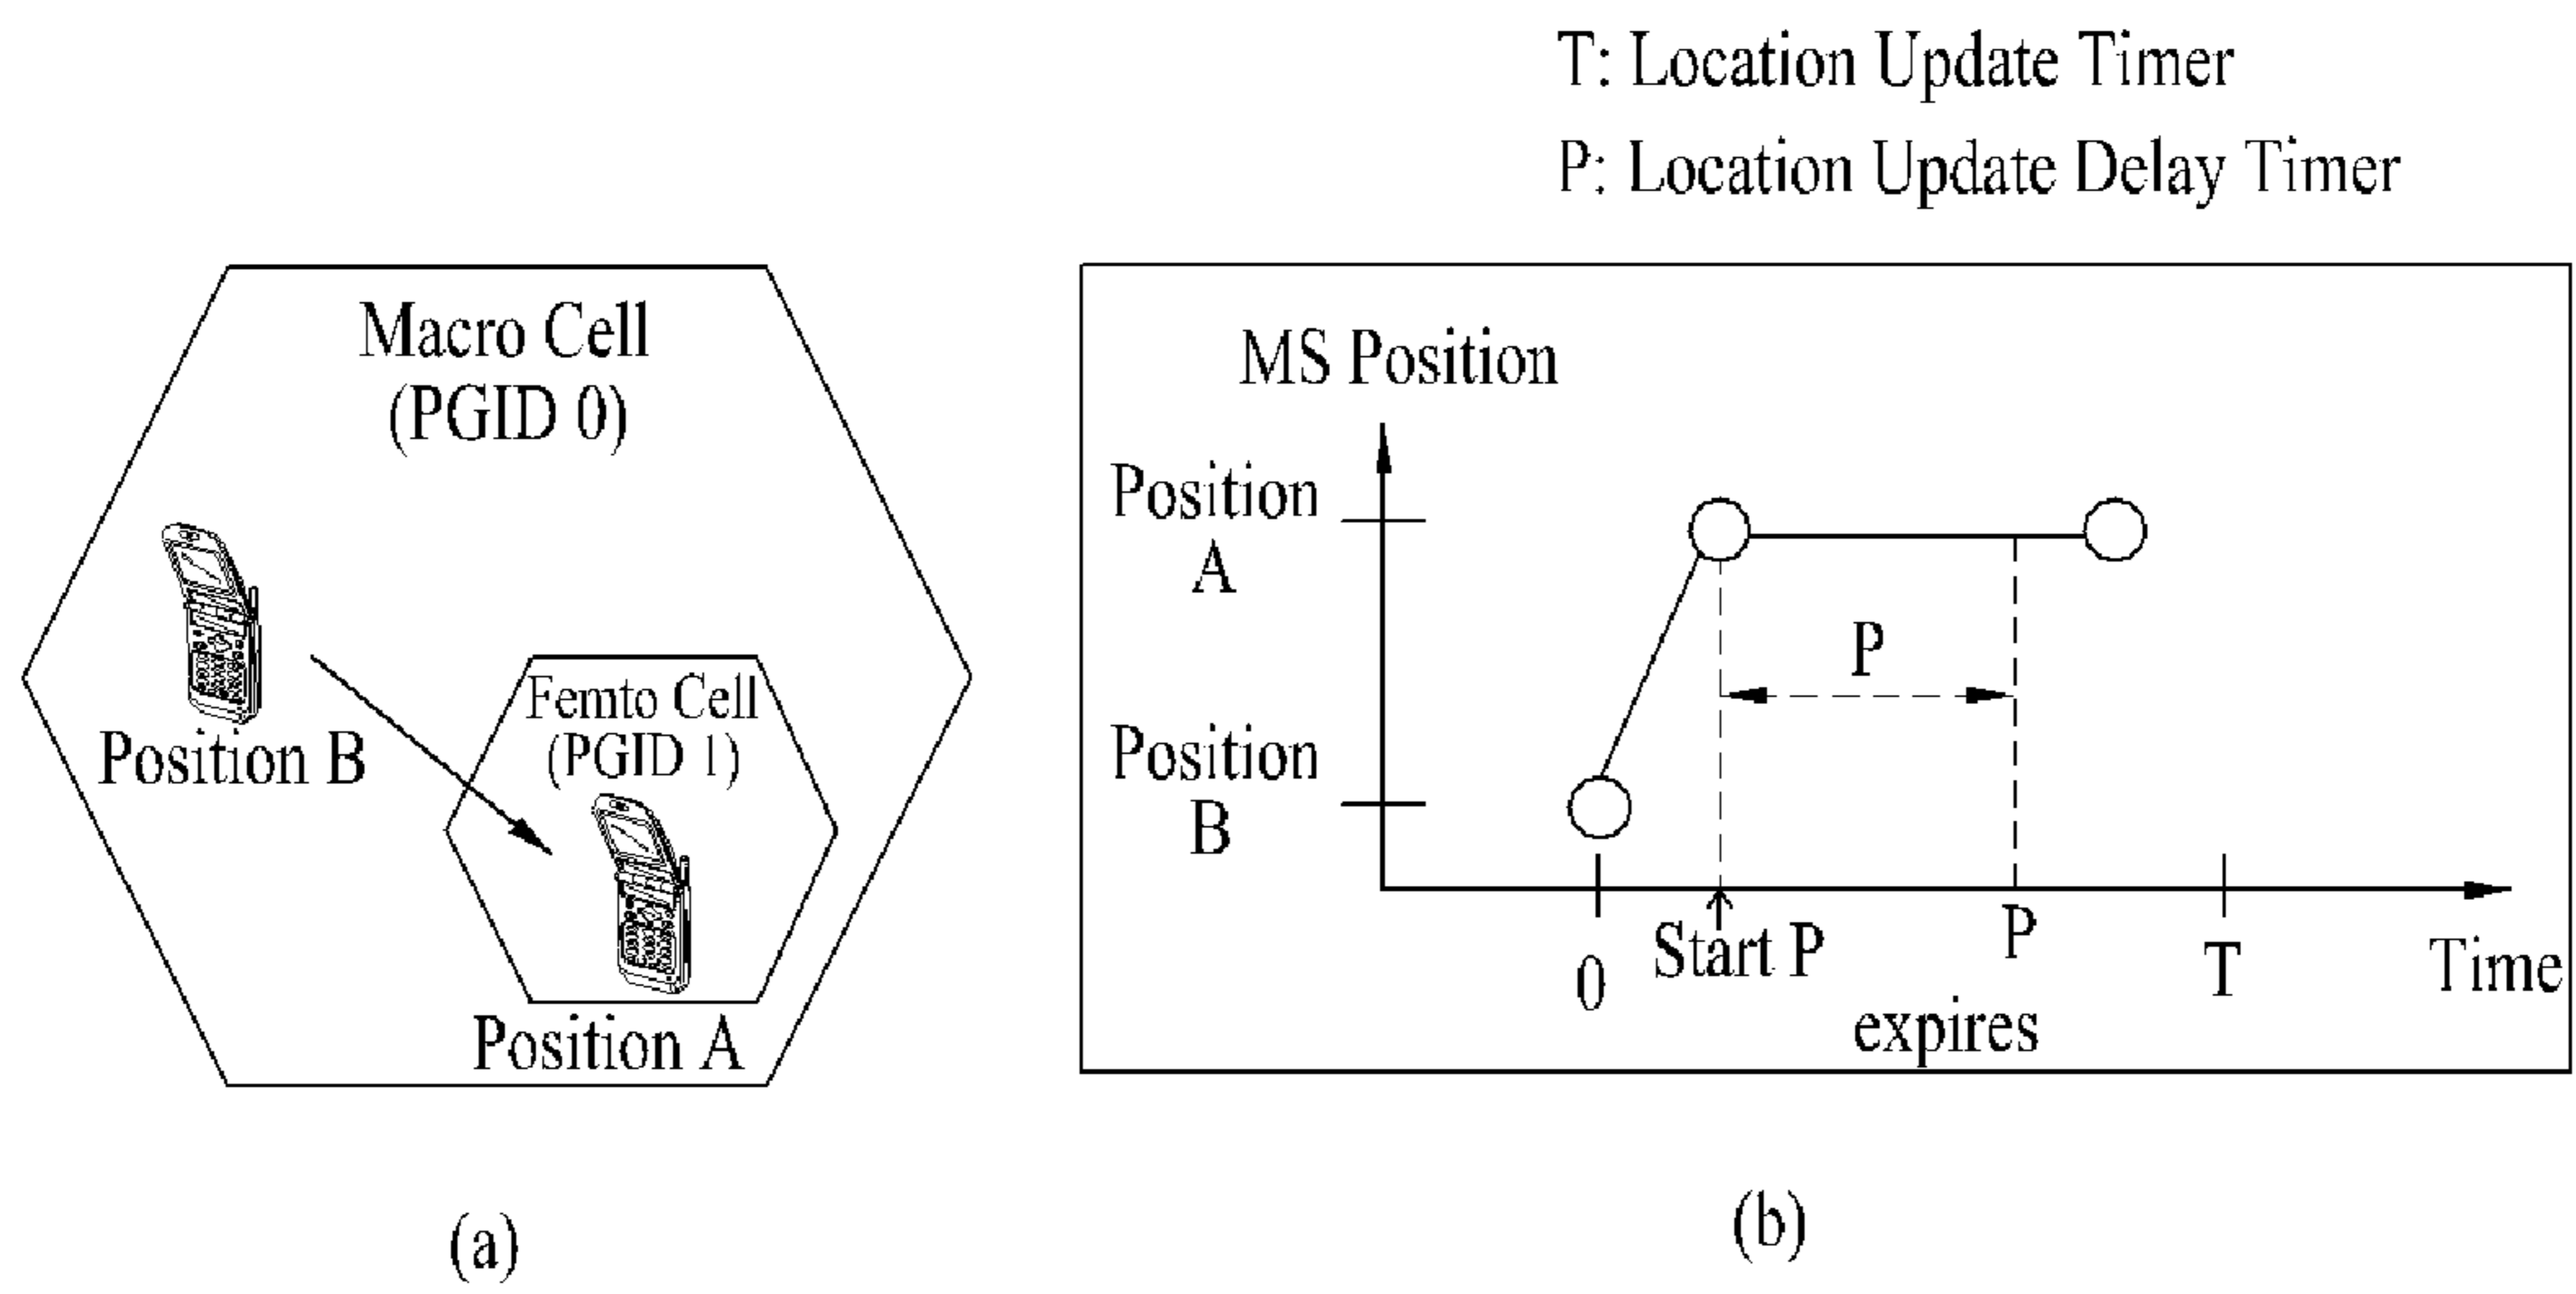 T: Location Update Timer
P: Location Update Delay Timer
Macro Cell
(PGID 0)
Position B
Femto Cell
(PGID 1)
Position A
(a)
MS Position
Position
A
Position
B
P
0
Start P
P
expires
T
Time
(b)